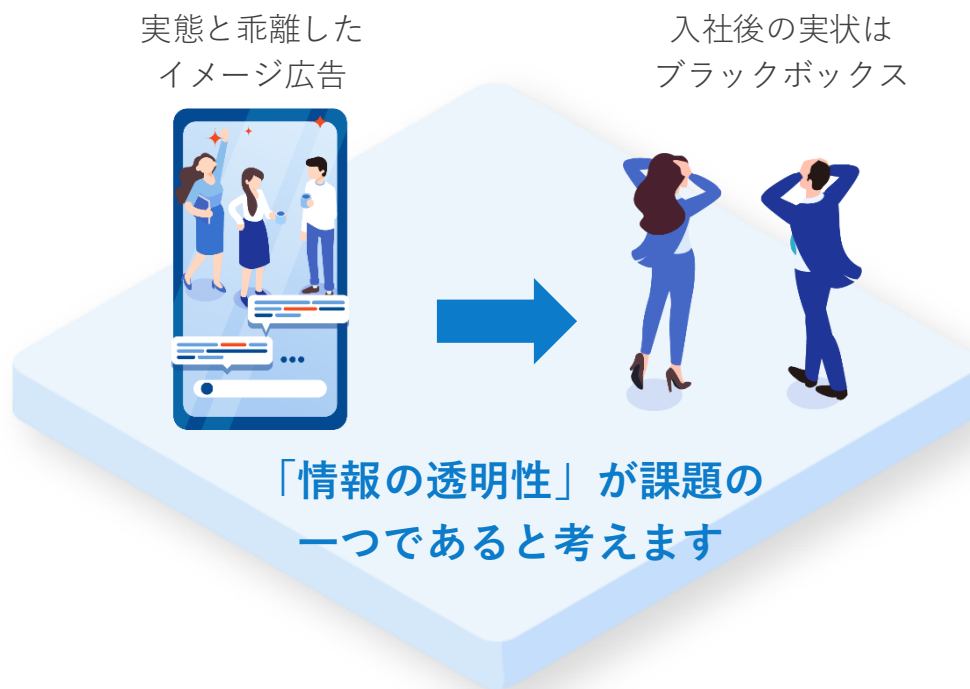 実態と乖離した
イメージ広告
入社後の実状は
ブラックボックス
「情報の透明性」が課題の
一つであると考えます